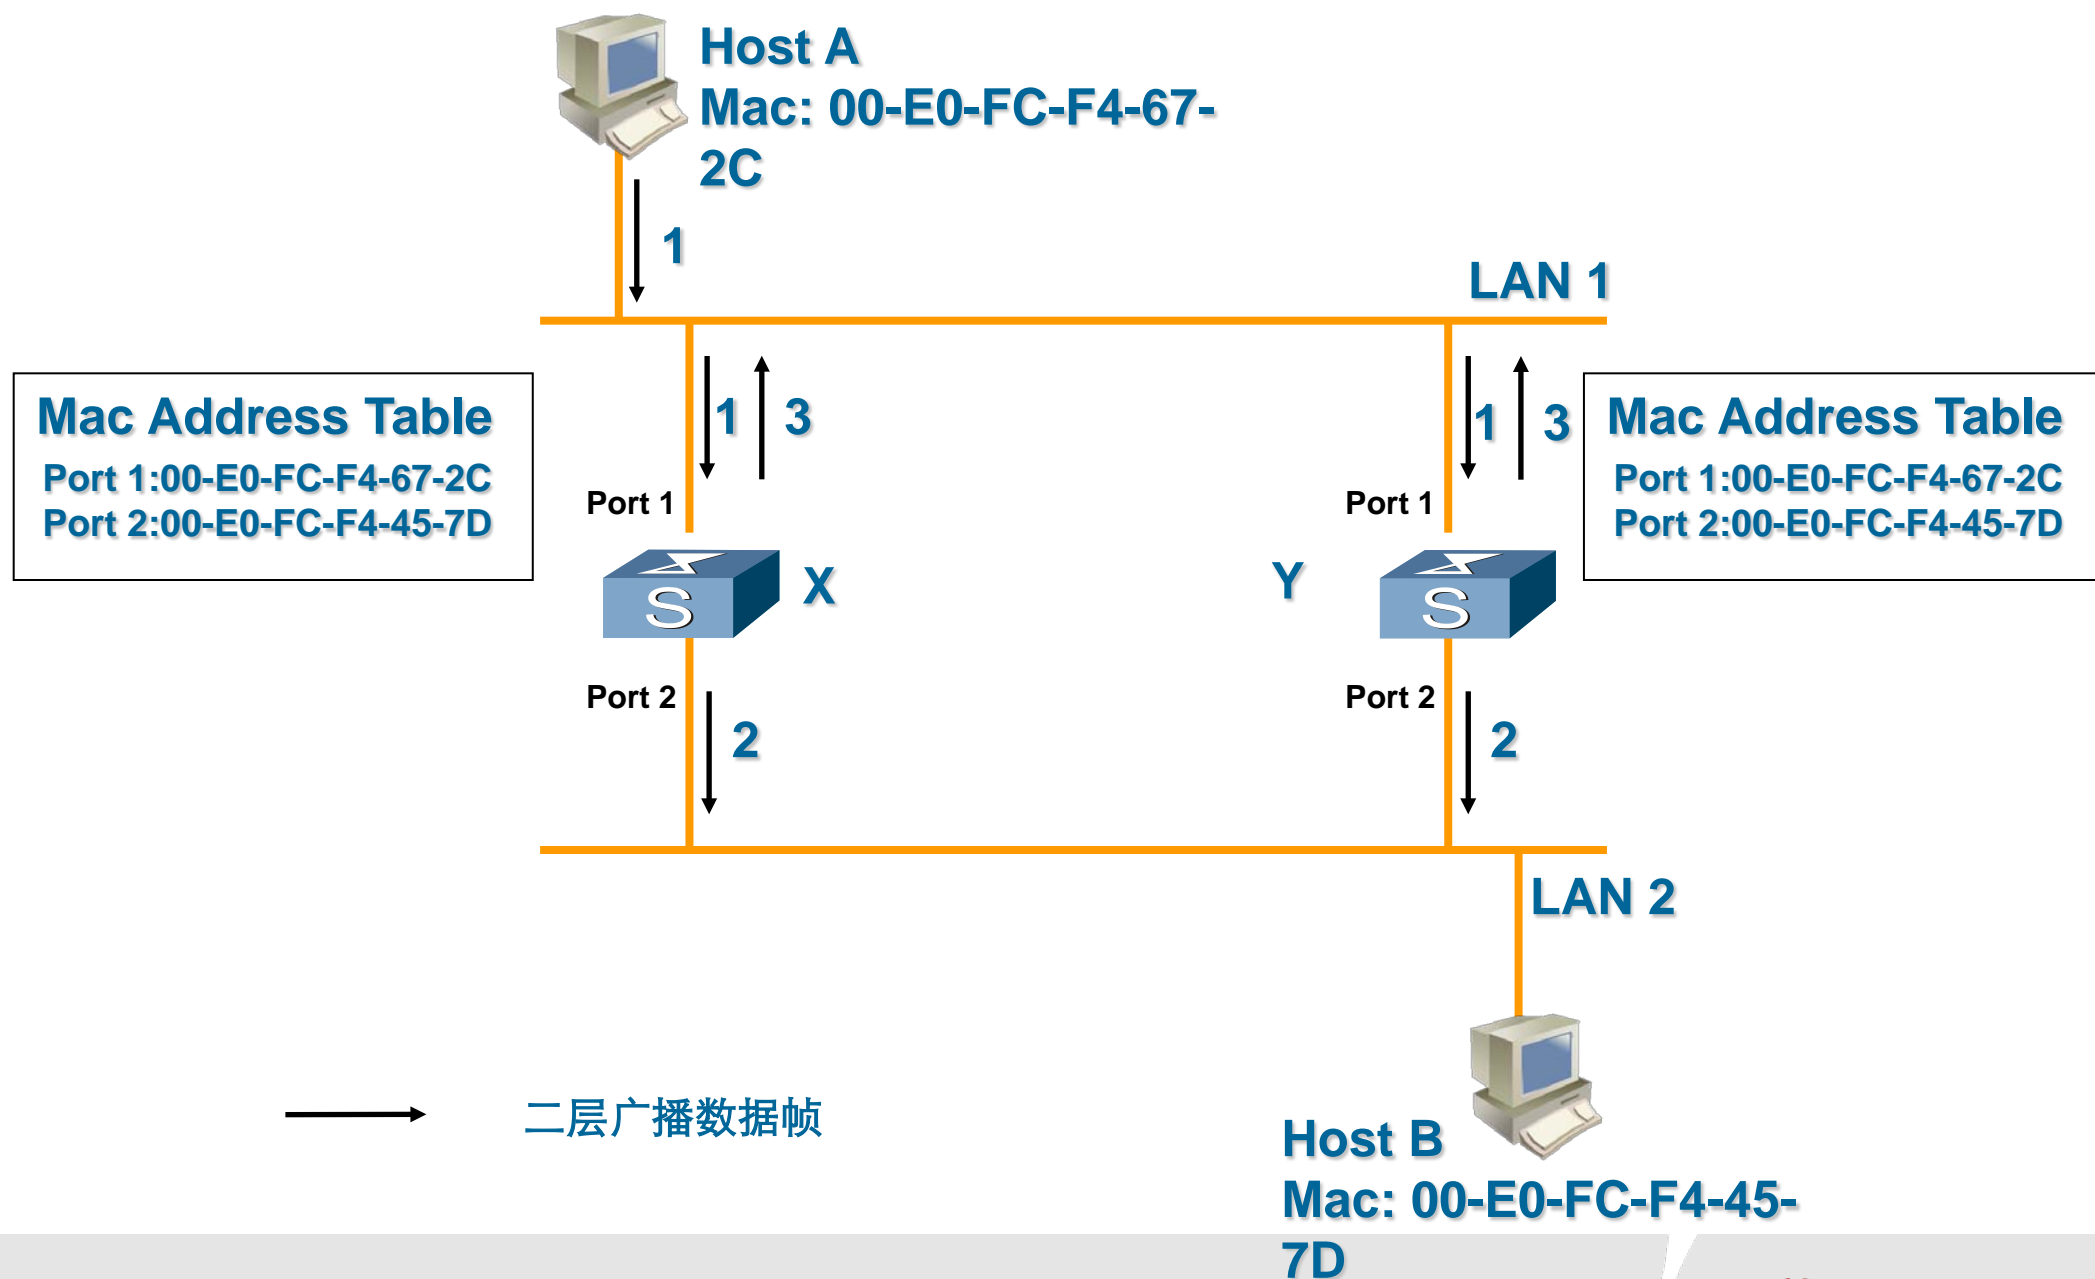 Host A
Mac: 00-E0-FC-F4-67-
2C
1
LAN 1
Mac Address Table
Port 1:00-E0-FC-F4-67-2C
Port 2:00-E0-FC-F4-45-7D
1
3
Port 1
S
X
Port 2
2
1
3
Port 1
Y
S
Port 2
2
Mac Address Table
Port 1:00-E0-FC-F4-67-2C
Port 2:00-E0-FC-F4-45-7D
LAN 2
二层广播数据帧
Host B
Mac: 00-E0-FC-F4-45-
7D